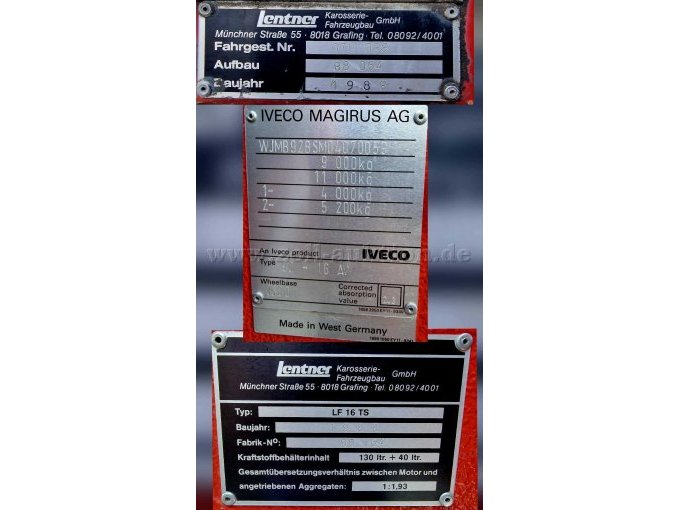 Lentner Karosserie- Fahrzeugbau GmbH
Münchner Straße 55 · 8018 Grafing · Tel. 08092/4001
Fahrgest. Nr.
Aufbau
Baujahr
IVECO MAGIRUS AG
9 000kg
11 000kg
1- 4 000kg
2- 5 200kg
An Iveco product IVECO
Type - 16 A
Wheelbase
Corrected
absorption
value
Made in West Germany
Lentner Karosserie- Fahrzeugbau GmbH
Münchner Straße 55 · 8018 Grafing · Tel. 08092/4001
Typ: LF 16 TS
Baujahr:
Fabrik-Nº:
Kraftstoffbehälterinhalt 130 ltr. + 40 ltr.
Gesamtübersetzungsverhältnis zwischen Motor und
angetriebenen Aggregaten: 1:1,93